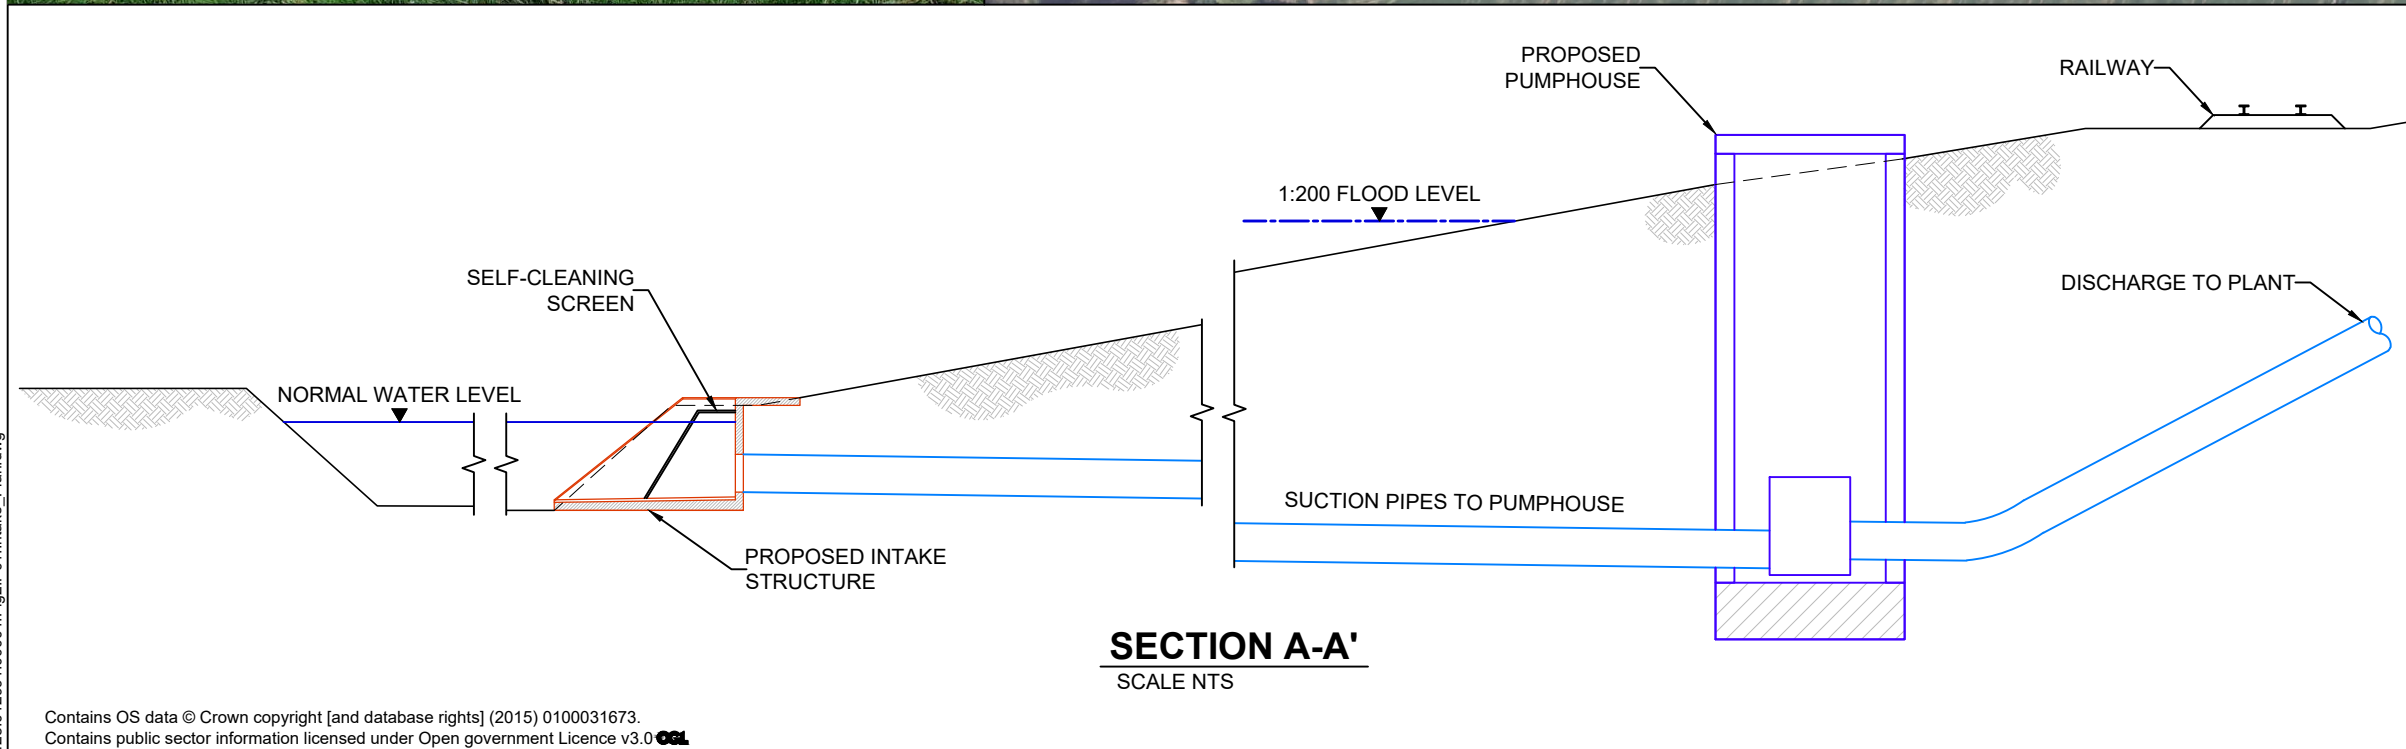 PROPOSED
PUMPHOUSE
RAILWAY
1:200 FLOOD LEVEL
SELF-CLEANING
SCREEN
DISCHARGE TO PLANT
NORMAL WATER LEVEL
SUCTION PIPES TO PUMPHOUSE
PROPOSED INTAKE
STRUCTURE
SECTION A-A'
SCALE NTS
Contains OS data © Crown copyright [and database rights] (2015) 0100031673.
Contains public sector information licensed under Open government Licence v3.0 OGL